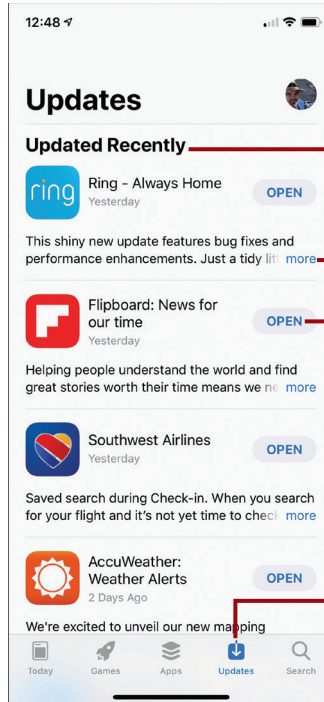 12:48
Updates
Updated Recently
ring
Ring - Always Home
Yesterday
OPEN
This shiny new update features bug fixes and
performance enhancements. Just a tidy more
Flipboard: News for
our time
Yesterday
OPEN
Helping people understand the world and find
great stories worth their time means we more
Southwest Airlines
Yesterday
OPEN
Saved search during Check-in. When you search
for your flight and it's not yet time to check more
AccuWeather:
Weather Alerts
2 Days Ago
OPEN
We're excited to unveil our new mapping
Today Games Apps Updates Search